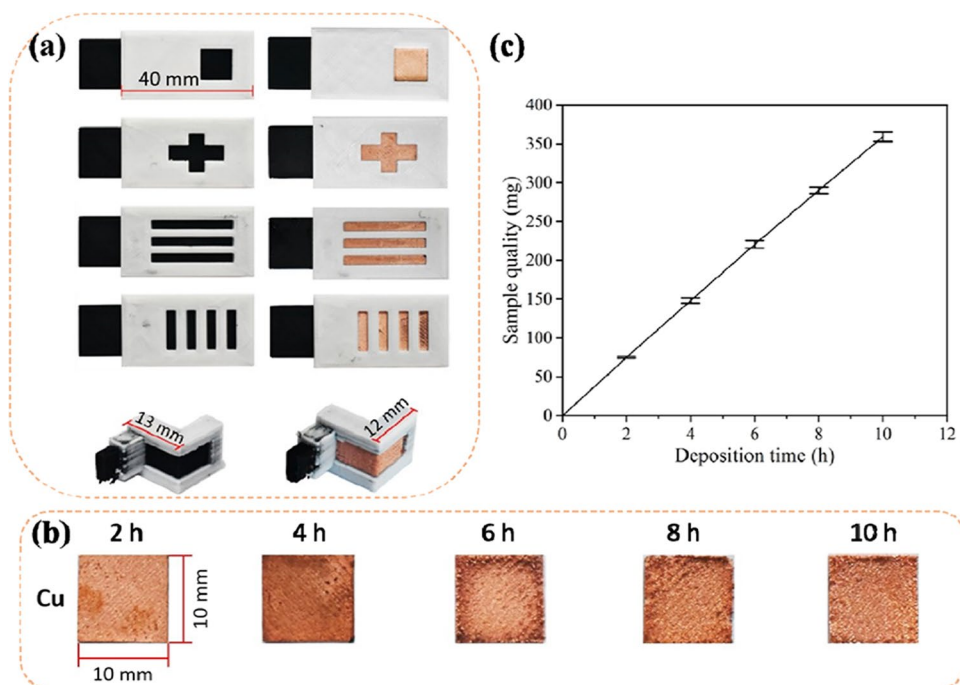 (a)
40 mm
13 mm
12 mm
(c)
Sample quality (mg)
400
350
300
250
200
150
100
50
0
0 2 4 6 8 10 12
Deposition time (h)
(b)
2 h 4 h 6 h 8 h 10 h
Cu
10 mm
10 mm